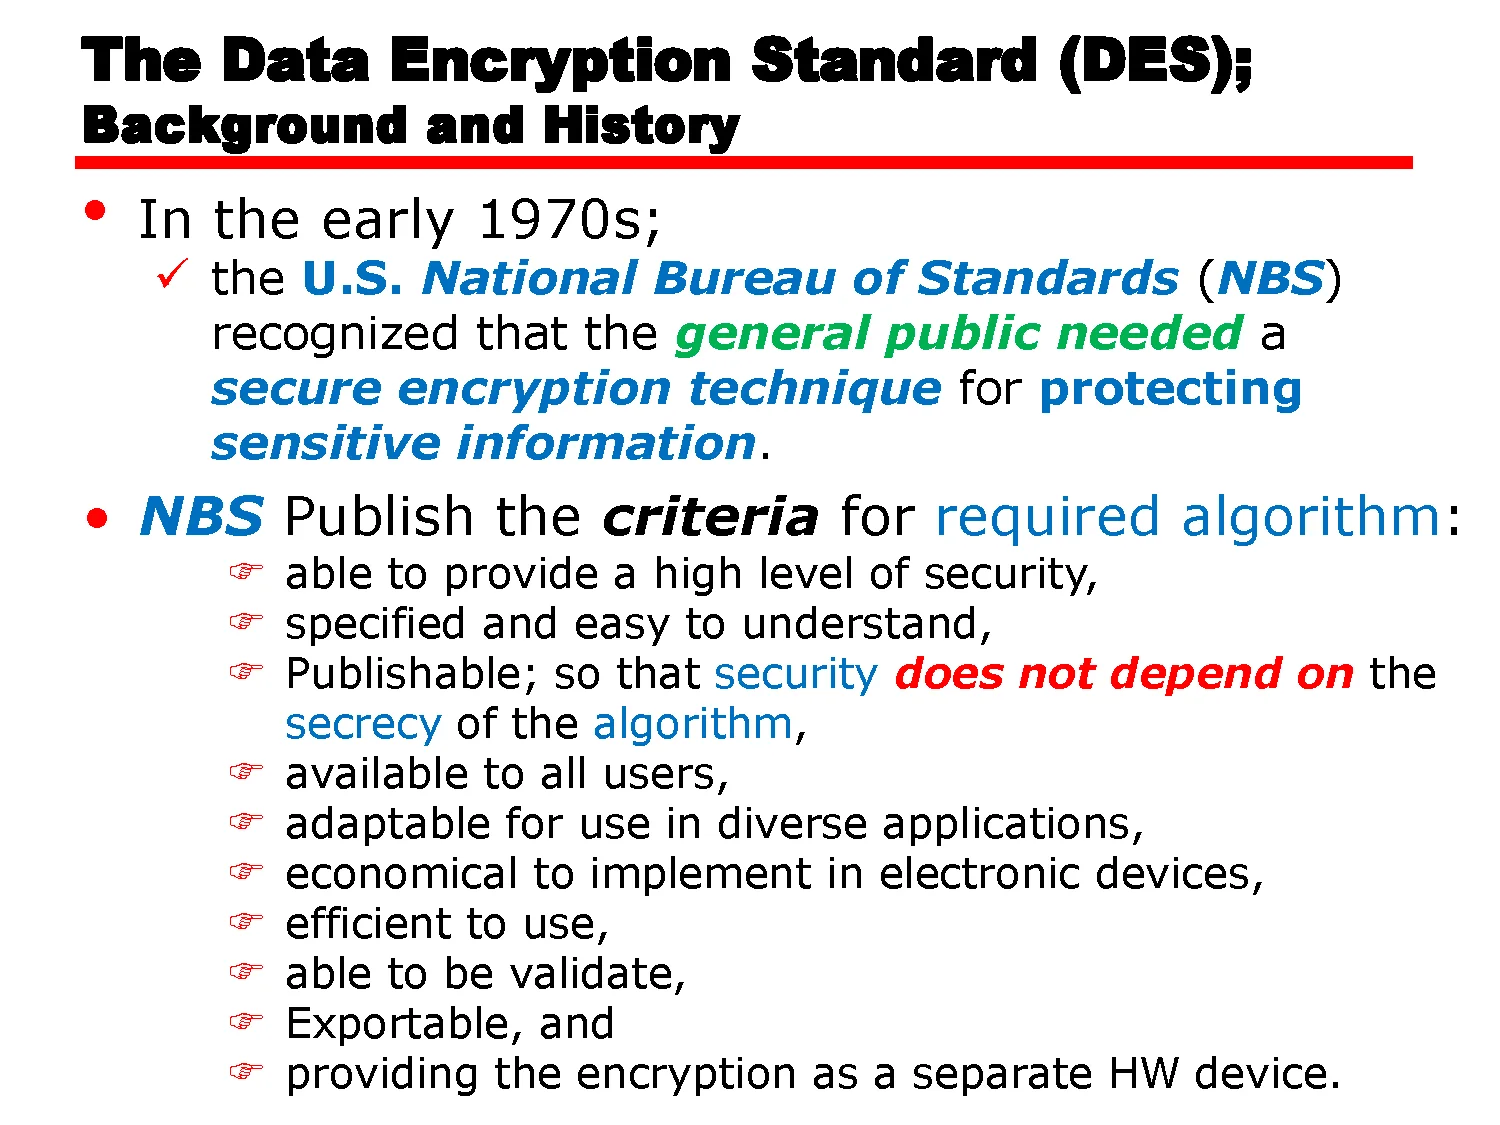 The Data Encryption Standard (DES);
Background and History
• In the early 1970s;
✓ the U.S. National Bureau of Standards (NBS)
recognized that the general public needed a
secure encryption technique for protecting
sensitive information.
• NBS Publish the criteria for required algorithm:
☞ able to provide a high level of security,
☞ specified and easy to understand,
☞ Publishable; so that security does not depend on the
secrecy of the algorithm,
☞ available to all users,
☞ adaptable for use in diverse applications,
☞ economical to implement in electronic devices,
☞ efficient to use,
☞ able to be validate,
☞ Exportable, and
☞ providing the encryption as a separate HW device.